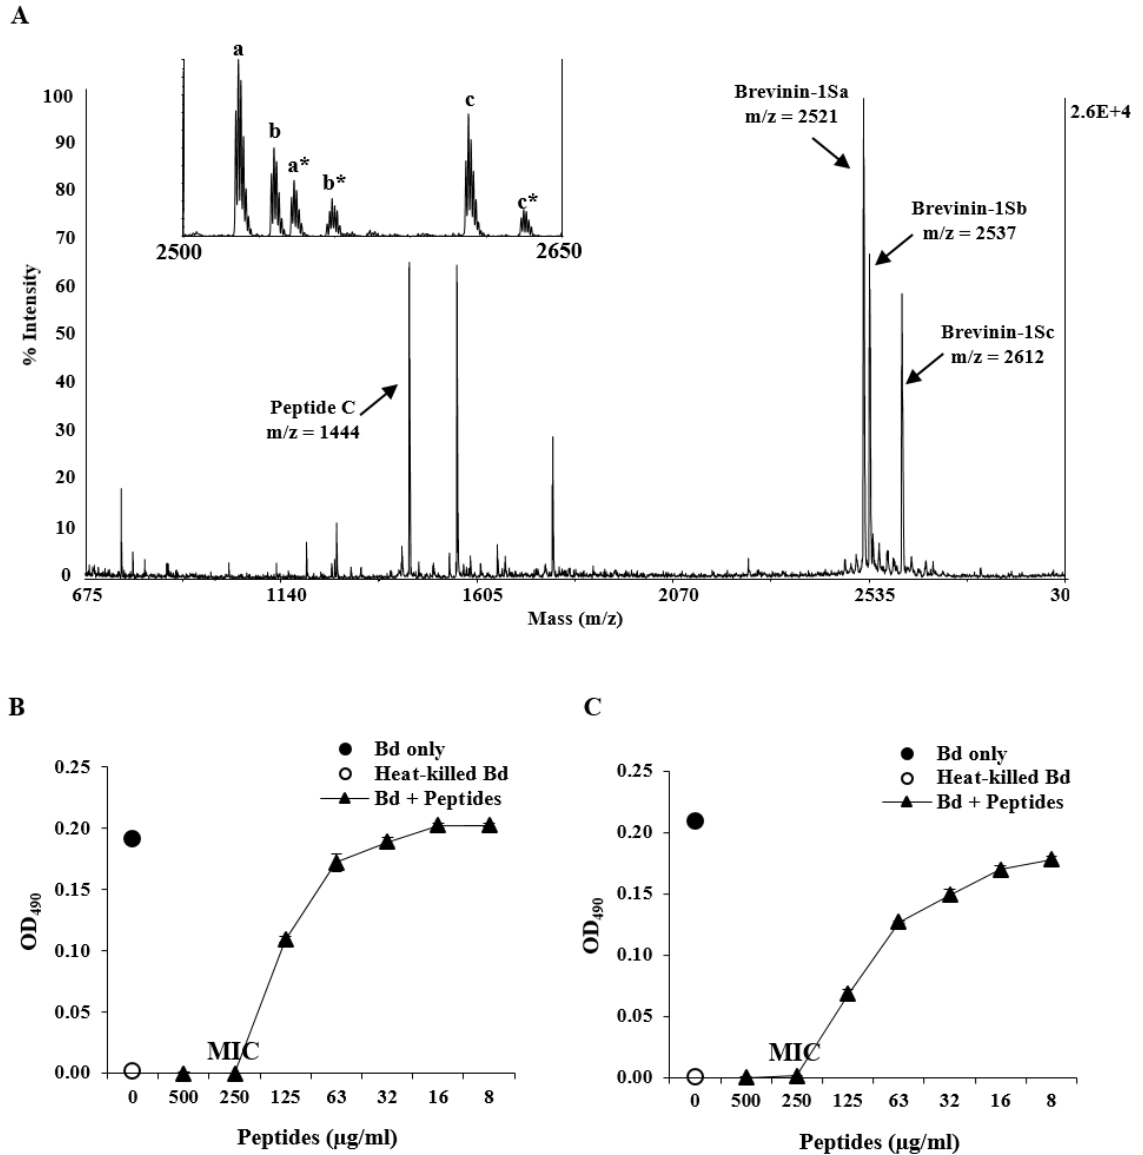 A
a
b
a*
b*
c
c*
2500
2650
100
90
80
70
60
50
40
30
20
10
0
% Intensity
Brevinin-1Sa
m/z = 2521
2.6E+4
Brevinin-1Sb
m/z = 2537
Brevinin-1Sc
m/z = 2612
Peptide C
m/z = 1444
675
1140
1605
2070
2535
30
Mass (m/z)
B
Bd only
Heat-killed Bd
Bd + Peptides
0.25
0.20
0.15
0.10
0.05
0.00
OD490
MIC
0 500 250 125 63 32 16 8
Peptides (µg/ml)
C
Bd only
Heat-killed Bd
Bd + Peptides
0.25
0.20
0.15
0.10
0.05
0.00
OD490
MIC
0 500 250 125 63 32 16 8
Peptides (µg/ml)